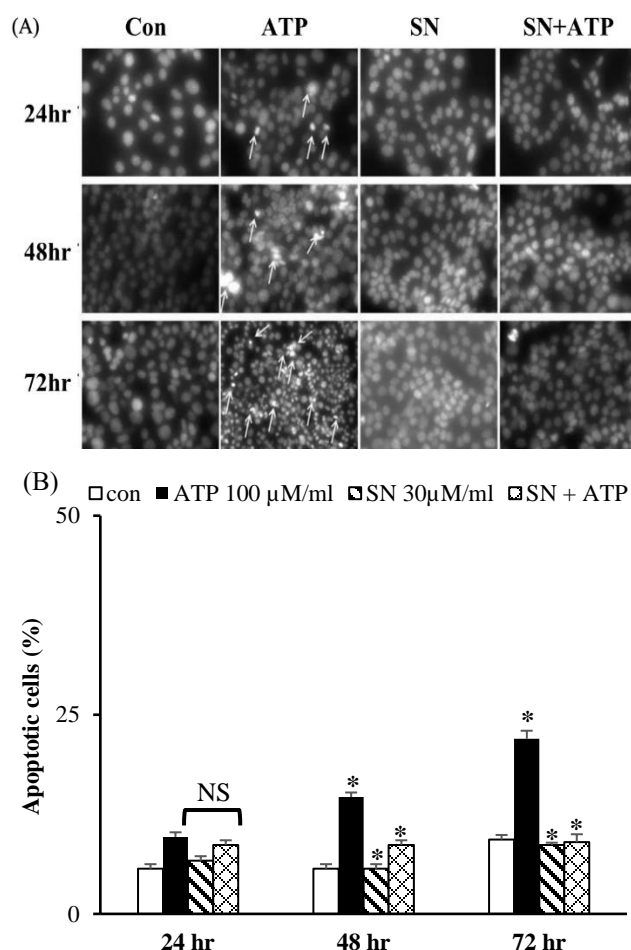 (A) Con ATP SN SN+ATP
24hr
48hr
72hr
(B) con ATP 100 µM/ml SN 30µM/ml SN + ATP
50
25
0
Apoptotic cells (%)
NS
* * *
* * *
24 hr 48 hr 72 hr